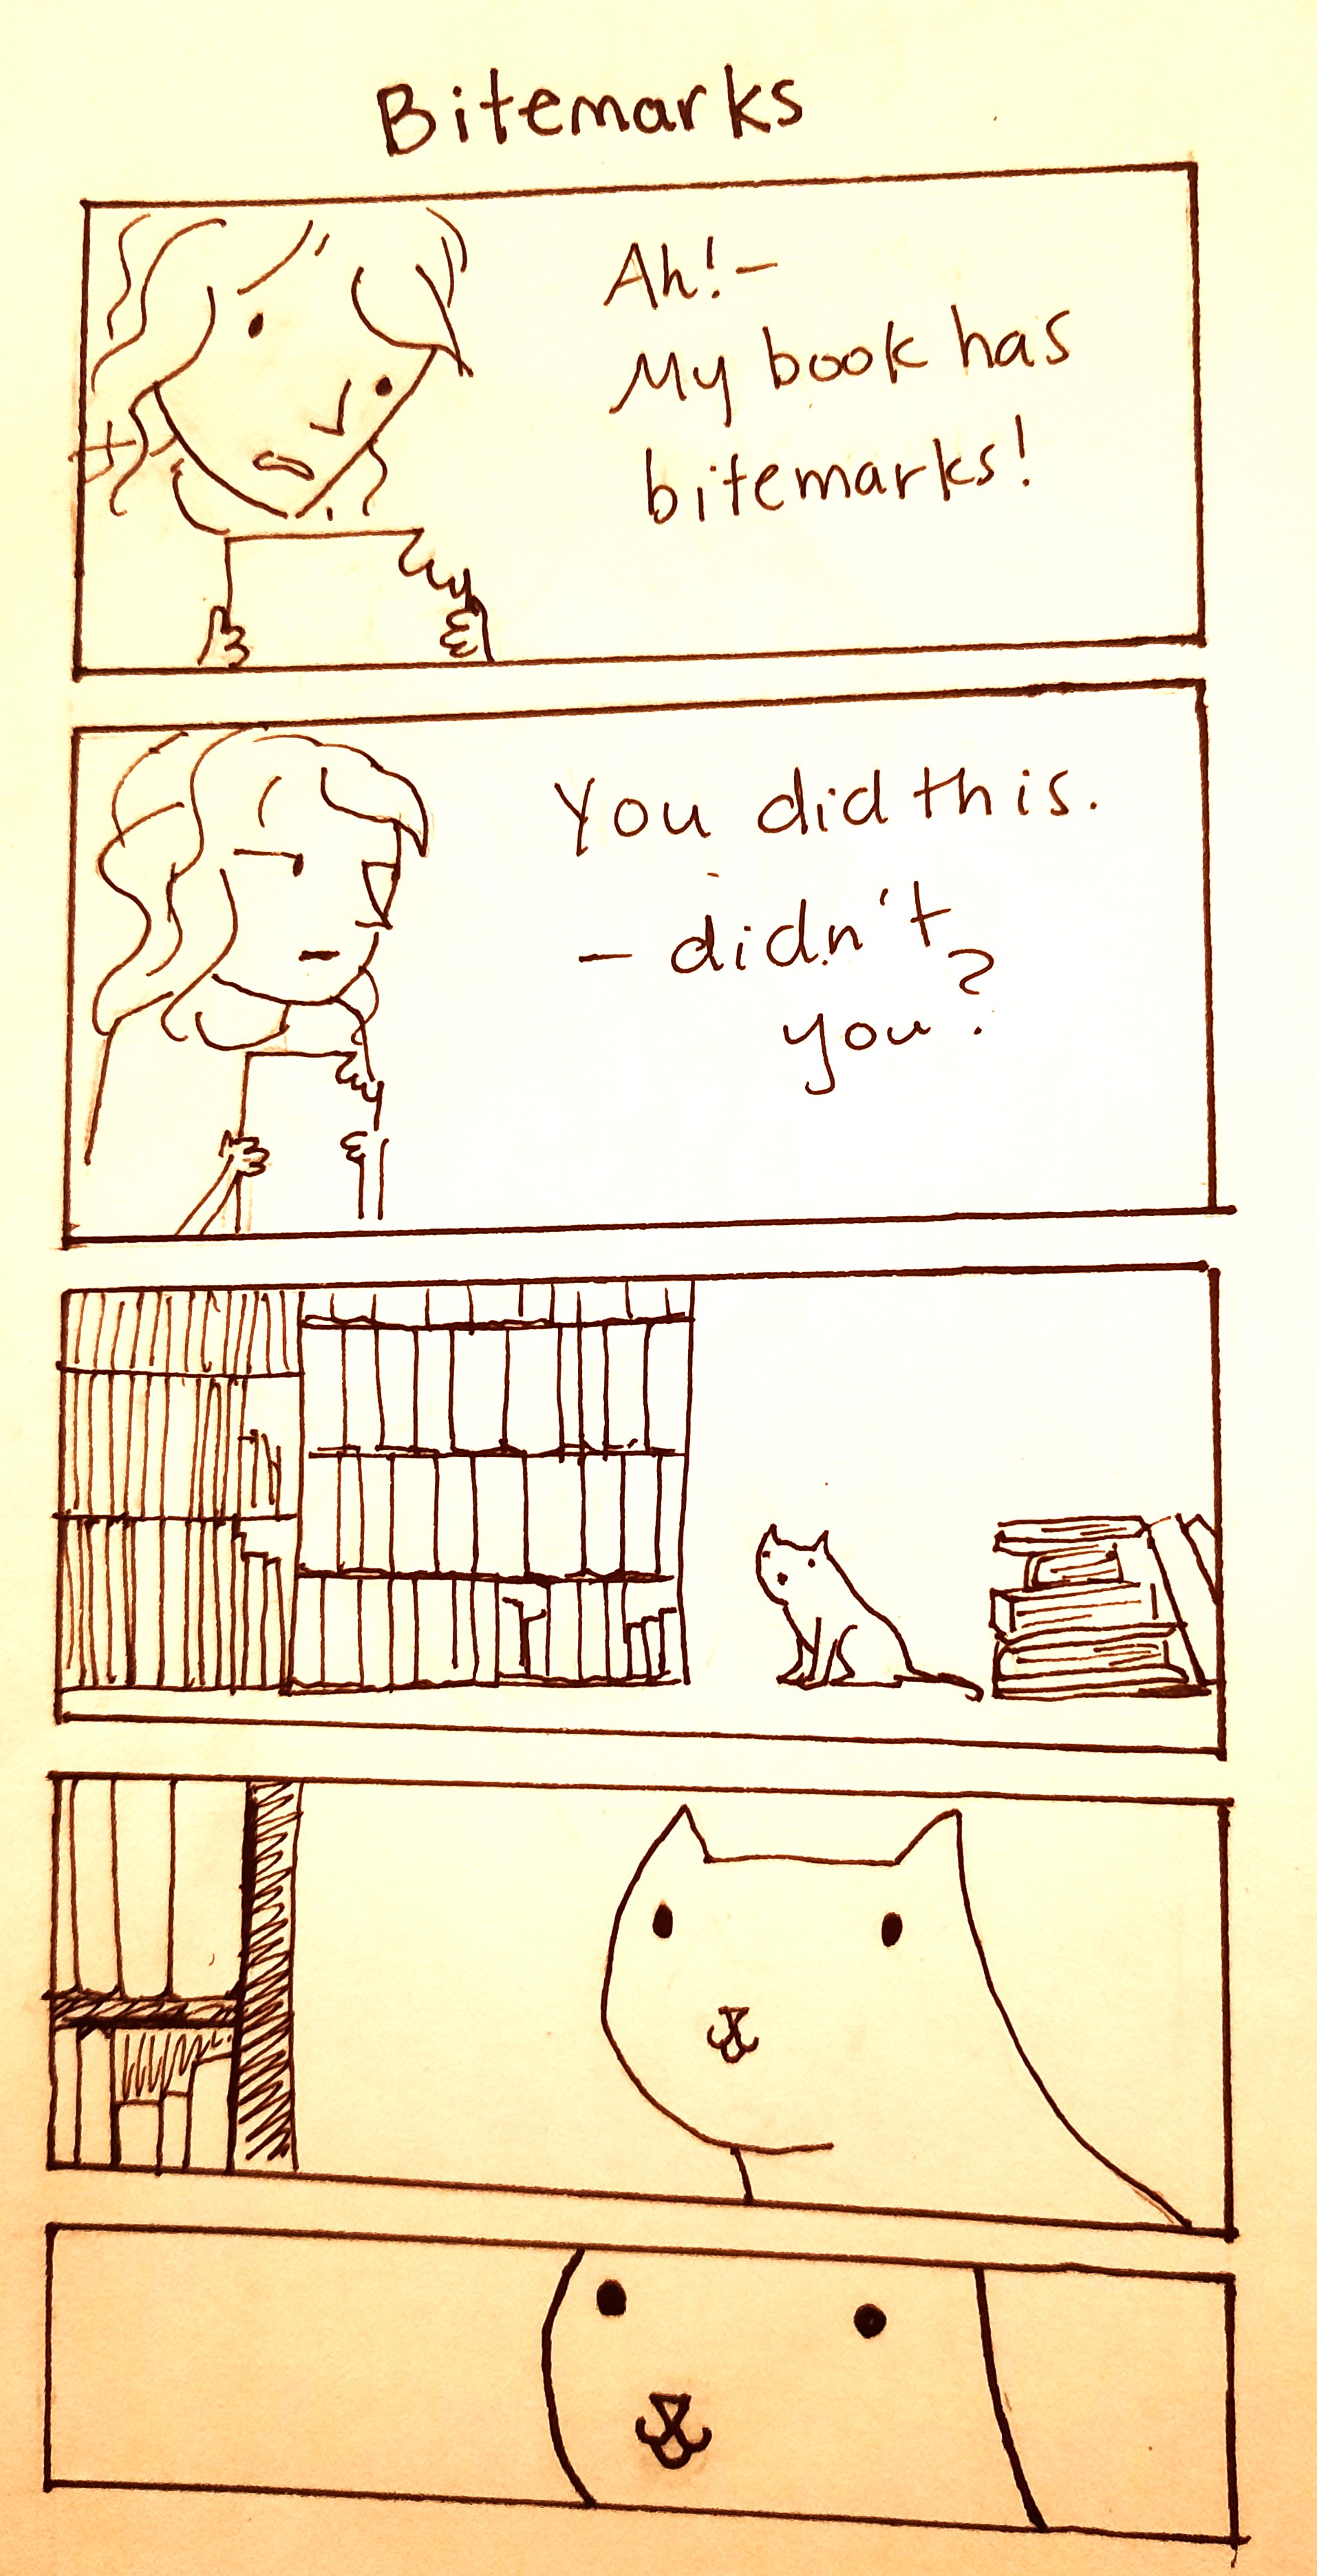 Bitemarks
Ah!-
My book has
bitemarks!
You did this.
- didn't
you?